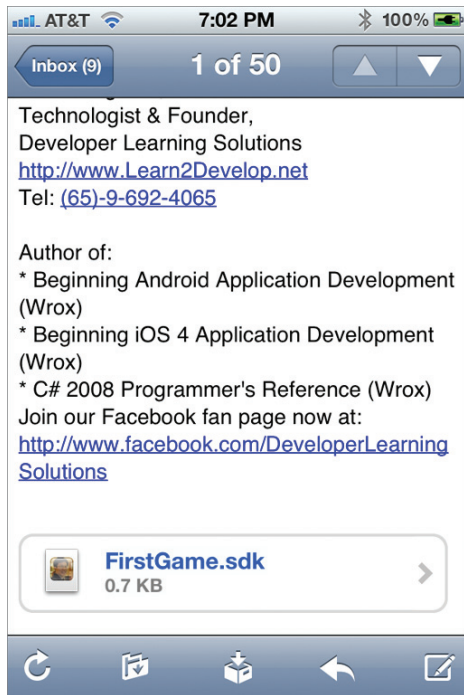 AT&T 7:02 PM 100%
Inbox (9) 1 of 50
Technologist & Founder,
Developer Learning Solutions
http://www.Learn2Develop.net
Tel: (65)-9-692-4065
Author of:
* Beginning Android Application Development
(Wrox)
* Beginning iOS 4 Application Development
(Wrox)
* C# 2008 Programmer's Reference (Wrox)
Join our Facebook fan page now at:
http://www.facebook.com/DeveloperLearning
Solutions
FirstGame.sdk
0.7 KB